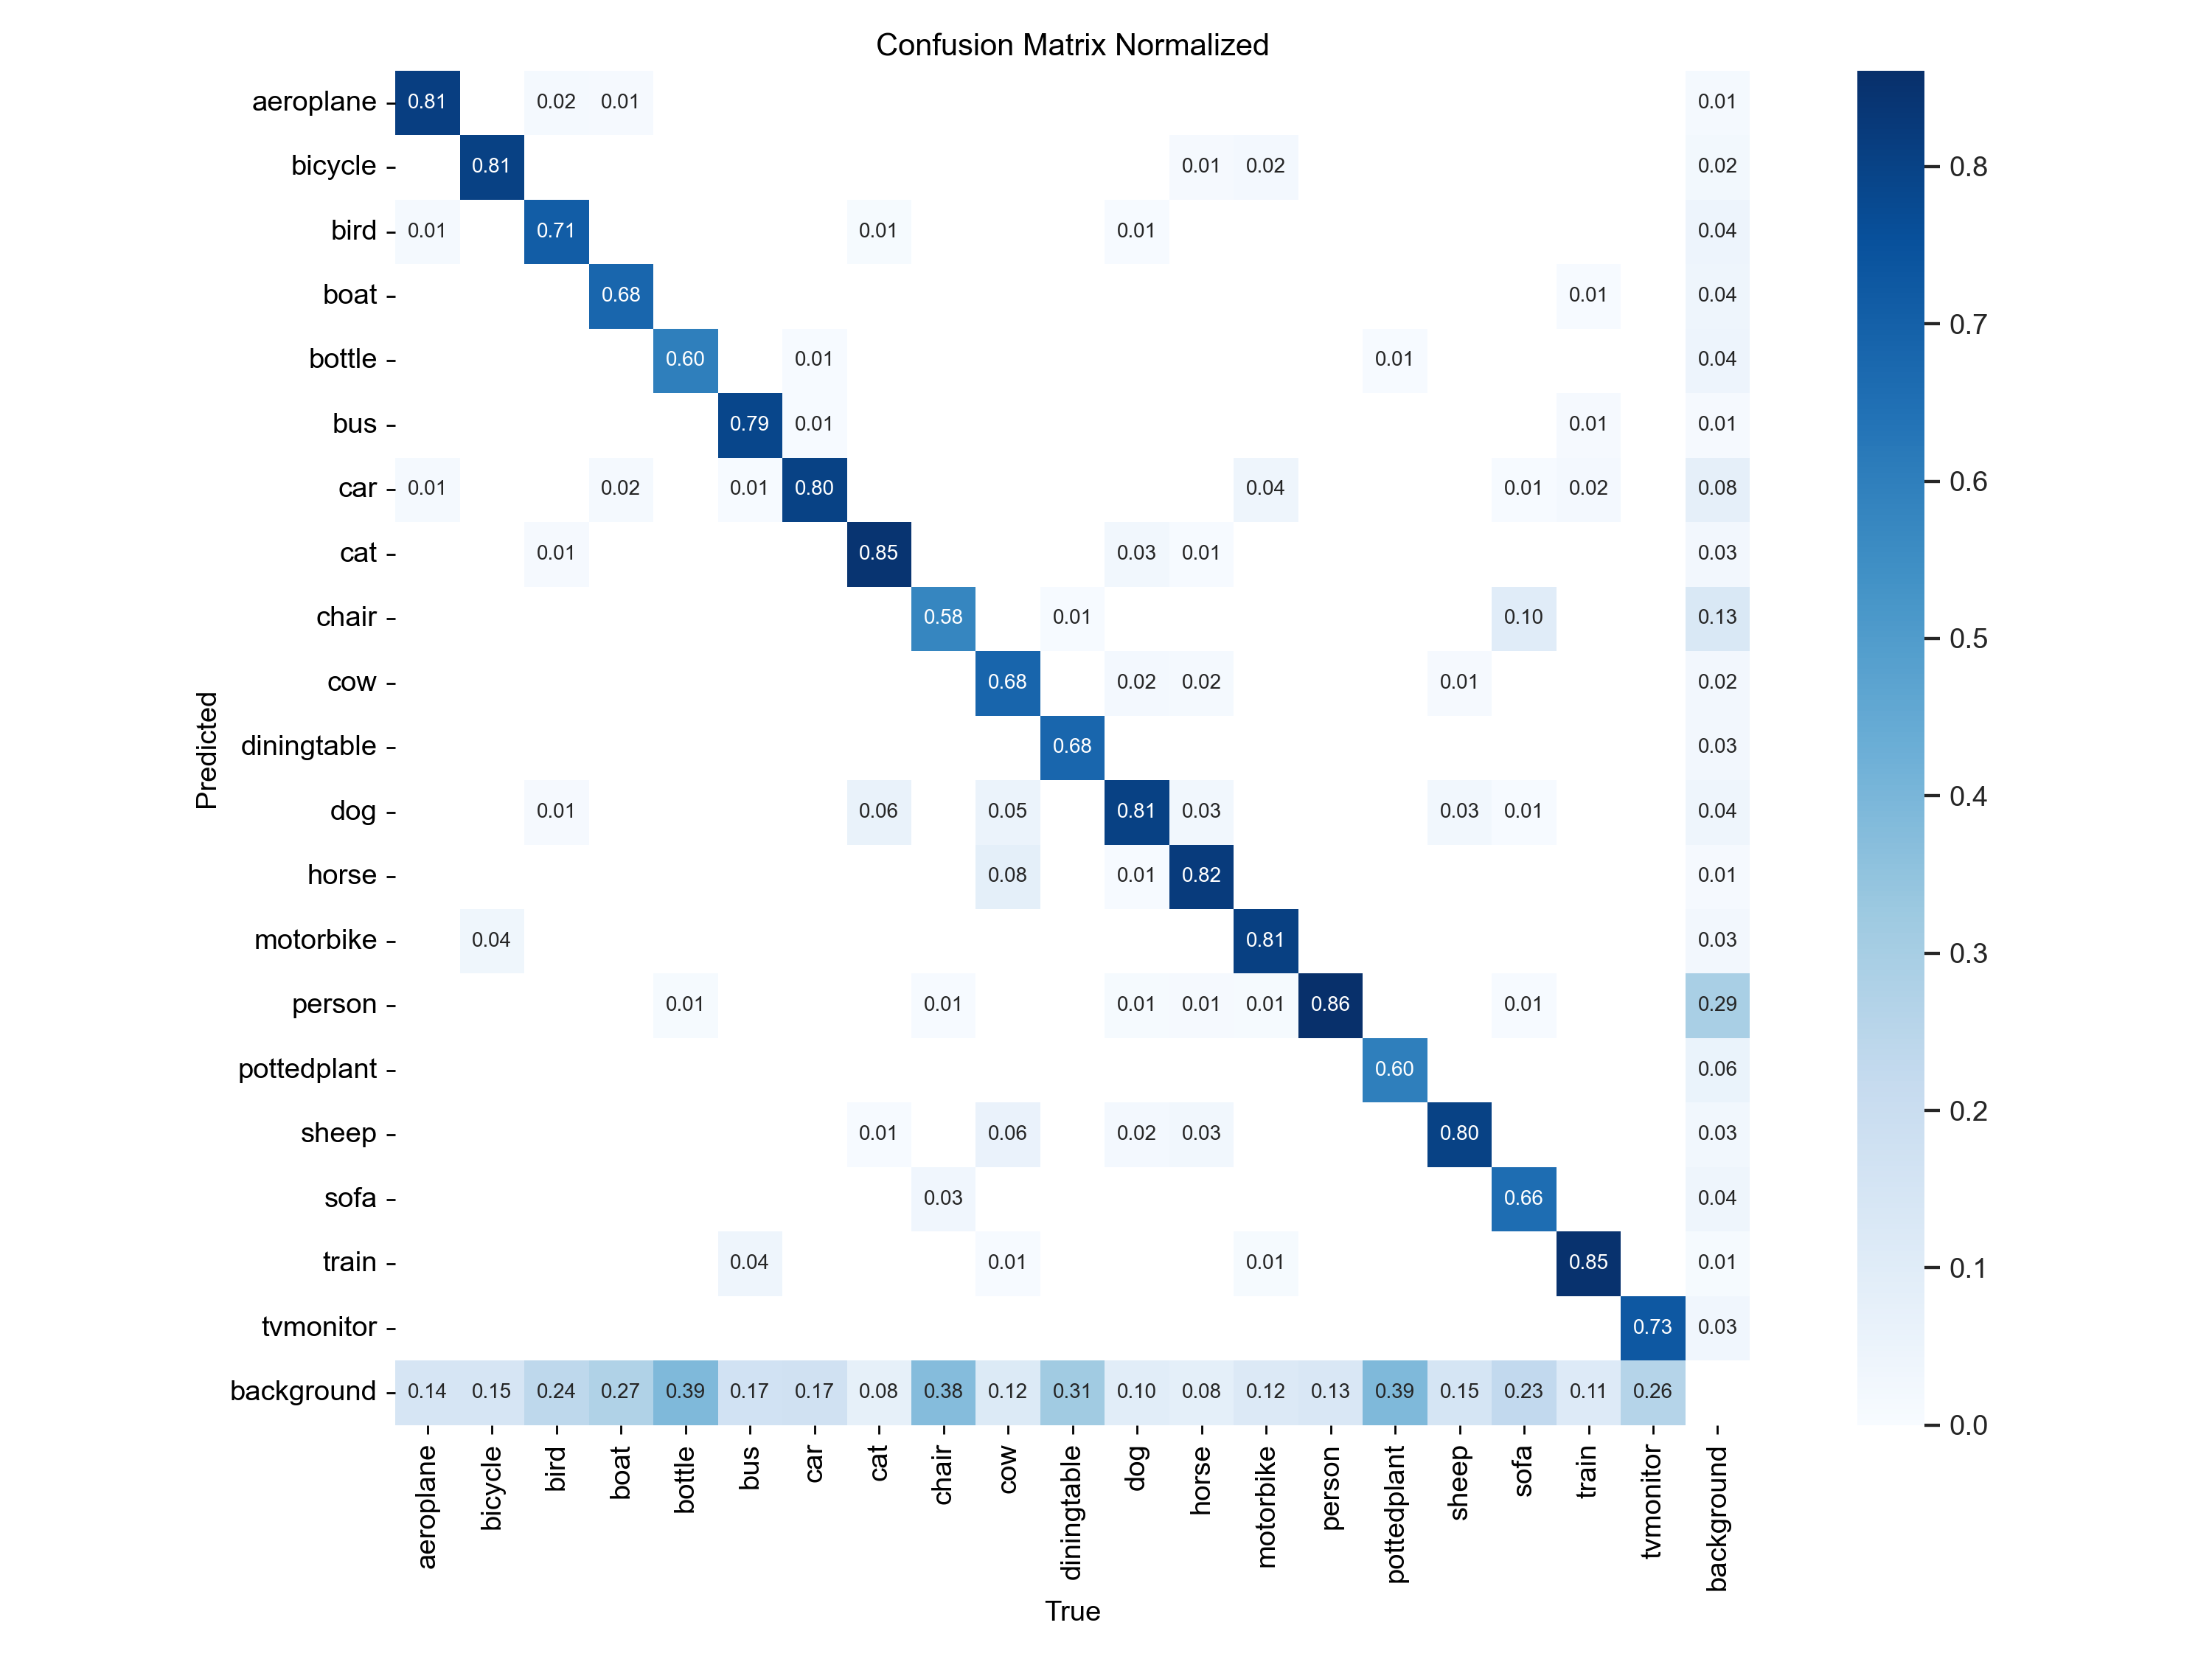 Confusion Matrix Normalized
aeroplane 0.81 0.02 0.01 0.01
bicycle 0.81 0.01 0.02 0.02 0.8
bird 0.01 0.71 0.01 0.01 0.04
boat 0.68 0.01 0.04 0.7
bottle 0.60 0.01 0.01 0.04
bus 0.79 0.01 0.01 0.01
car 0.01 0.02 0.01 0.80 0.04 0.01 0.02 0.08 0.6
cat 0.01 0.85 0.03 0.01 0.03
chair 0.58 0.01 0.10 0.13 0.5
cow 0.68 0.02 0.02 0.01 0.02
Predicted
diningtable 0.68 0.03
dog 0.01 0.06 0.05 0.81 0.03 0.03 0.01 0.04 0.4
horse 0.08 0.01 0.82 0.01
motorbike 0.04 0.81 0.03 0.3
person 0.01 0.01 0.01 0.01 0.01 0.86 0.01 0.29
pottedplant 0.60 0.06
0.2
sheep 0.01 0.06 0.02 0.03 0.80 0.03
sofa 0.03 0.66 0.04
train 0.04 0.01 0.01 0.85 0.01 0.1
tvmonitor 0.73 0.03
background 0.14 0.15 0.24 0.27 0.39 0.17 0.17 0.08 0.38 0.12 0.31 0.10 0.08 0.12 0.13 0.39 0.15 0.23 0.11 0.26
0.0
aeroplane bicycle bird boat bottle bus car cat chair cow diningtable dog horse motorbike person pottedplant sheep sofa train tvmonitor background
True